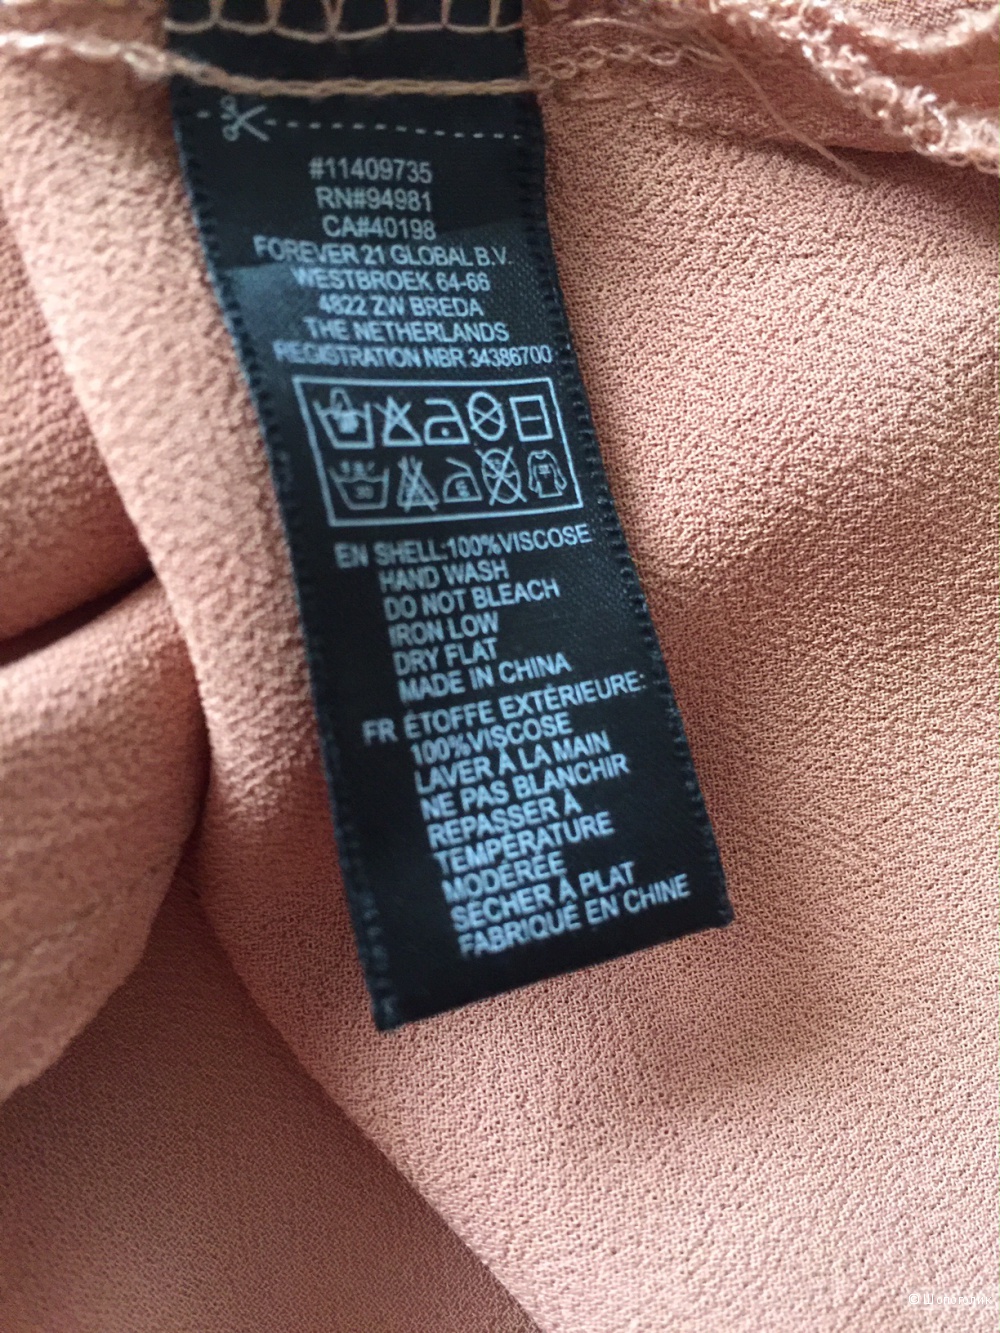 #11409735
RN#94981
CA#40198
FOREVER 21 GLOBAL B.V.
WESTBROEK 64-66
4822 ZW BREDA
THE NETHERLANDS
REGISTRATION NBR 34386700
EN SHELL:100%VISCOSE
HAND WASH
DO NOT BLEACH
IRON LOW
DRY FLAT
MADE IN CHINA
FR ÉTOFFE EXTÉRIEURE:
100%VISCOSE
LAVER À LA MAIN
NE PAS BLANCHIR
REPASSER À
TEMPÉRATURE
MODÉRÉE
SÉCHER À PLAT
FABRIQUÉ EN CHINE